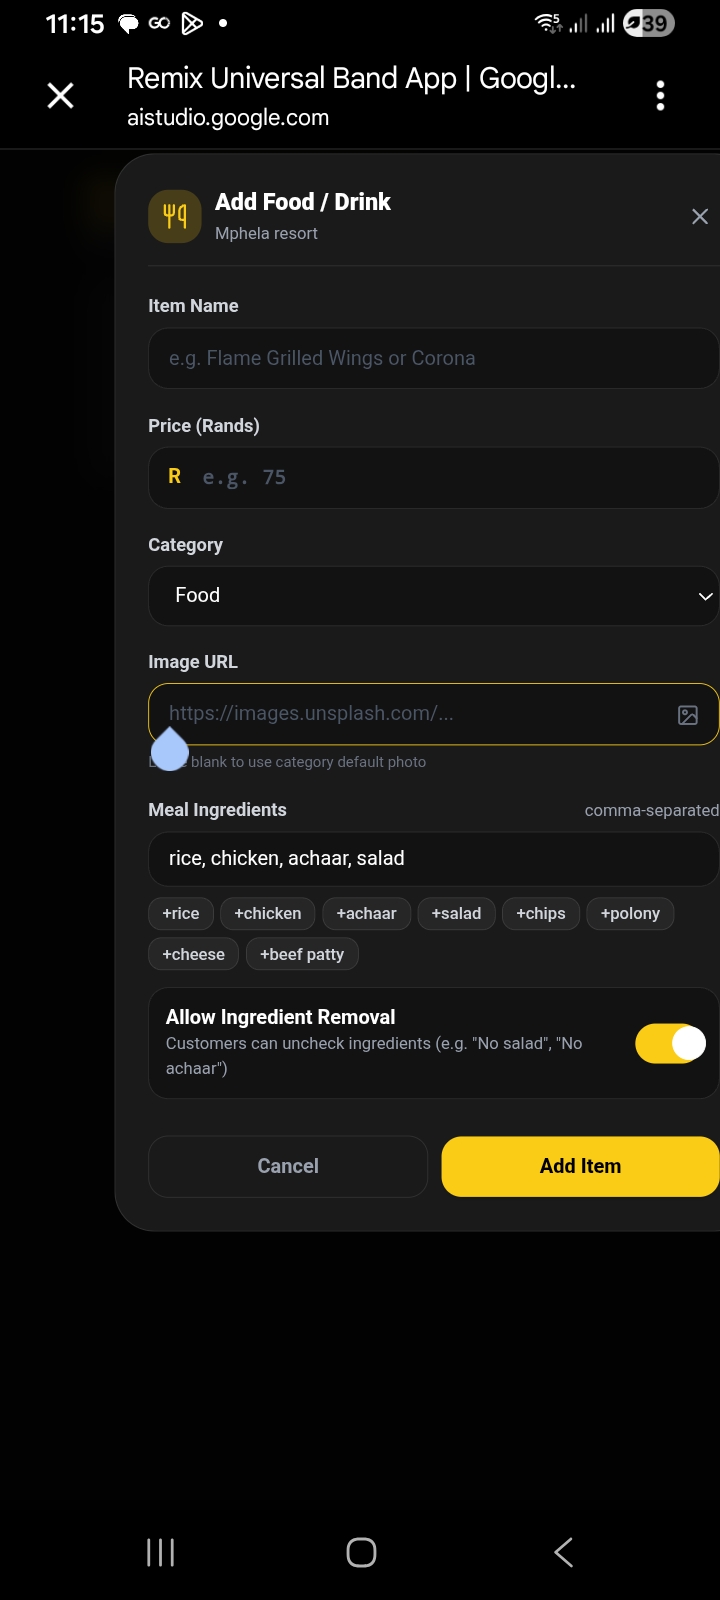 11:15
GO
5
39
Remix Universal Band App | Googl...
aistudio.google.com
Add Food / Drink
Mphela resort
Item Name
e.g. Flame Grilled Wings or Corona
Price (Rands)
R e.g. 75
Category
Food
Image URL
https://images.unsplash.com/...
blank to use category default photo
Meal Ingredients comma-separated
rice, chicken, achaar, salad
+rice +chicken +achaar +salad +chips +polony
+cheese +beef patty
Allow Ingredient Removal
Customers can uncheck ingredients (e.g. "No salad", "No
achaar")
Cancel Add Item